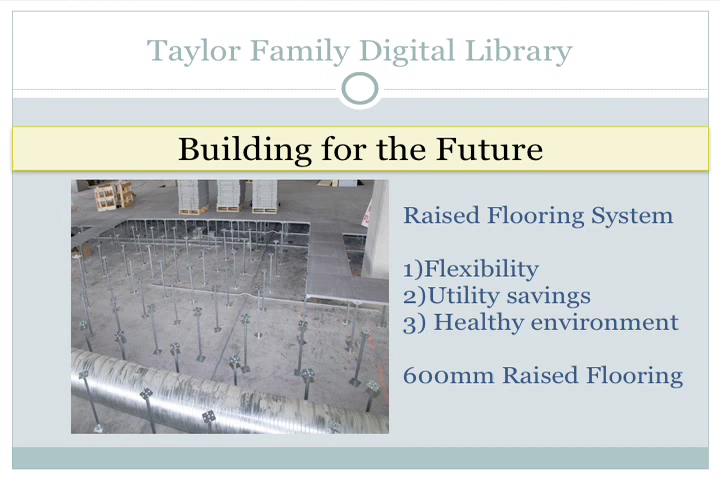 Taylor Family Digital Library
Building for the Future
Raised Flooring System
1)Flexibility
2)Utility savings
3) Healthy environment
600mm Raised Flooring